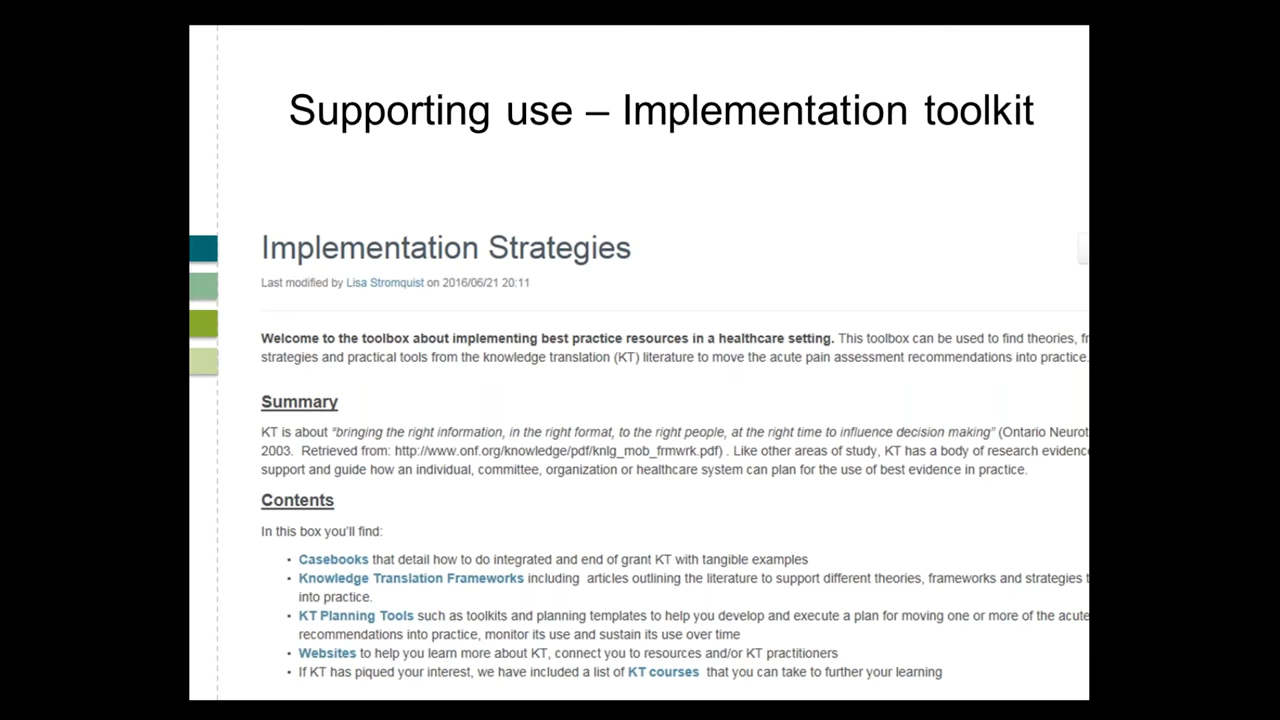 Supporting use – Implementation toolkit
Implementation Strategies
Last modified by Lisa Stromquist on 2016/06/21 20:11
Welcome to the toolbox about implementing best practice resources in a healthcare setting. This toolbox can be used to find theories,
strategies and practical tools from the knowledge translation (KT) literature to move the acute pain assessment recommendations into practice.
Summary
KT is about “bringing the right information, in the right format, to the right people, at the right time to influence decision making” (Ontario
2003. Retrieved from: http://www.onf.org/knowledge/pdf/knlg_mob_frmwrk.pdf) . Like other areas of study, KT has a body of research evidence
support and guide how an individual, committee, organization or healthcare system can plan for the use of best evidence in practice.
Contents
In this box you'll find:
• Casebooks that detail how to do integrated and end of grant KT with tangible examples
• Knowledge Translation Frameworks including articles outlining the literature to support different theories, frameworks and strategies
into practice.
• KT Planning Tools such as toolkits and planning templates to help you develop and execute a plan for moving one or more of the acute
recommendations into practice, monitor its use and sustain its use over time
• Websites to help you learn more about KT, connect you to resources and/or KT practitioners
• If KT has piqued your interest, we have included a list of KT courses that you can take to further your learning